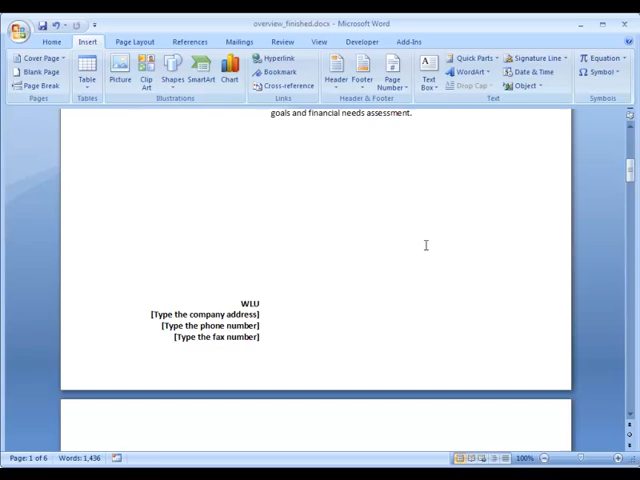 overview_finished.docx - Microsoft Word
Home Insert Page Layout References Mailings Review View Developer Add-Ins
Cover Page
Blank Page
Page Break
Pages
Table
Tables
Picture
Clip Art
Shapes
SmartArt
Chart
Illustrations
Hyperlink
Bookmark
Cross-reference
Links
Header
Footer
Page Number
Header & Footer
Text Box
Quick Parts
WordArt
Drop Cap
Signature Line
Date & Time
Object
Text
Equation
Symbol
Symbols
goals and financial needs assessment.
WLU
[Type the company address]
[Type the phone number]
[Type the fax number]
Page: 1 of 6 Words: 1,436 100%